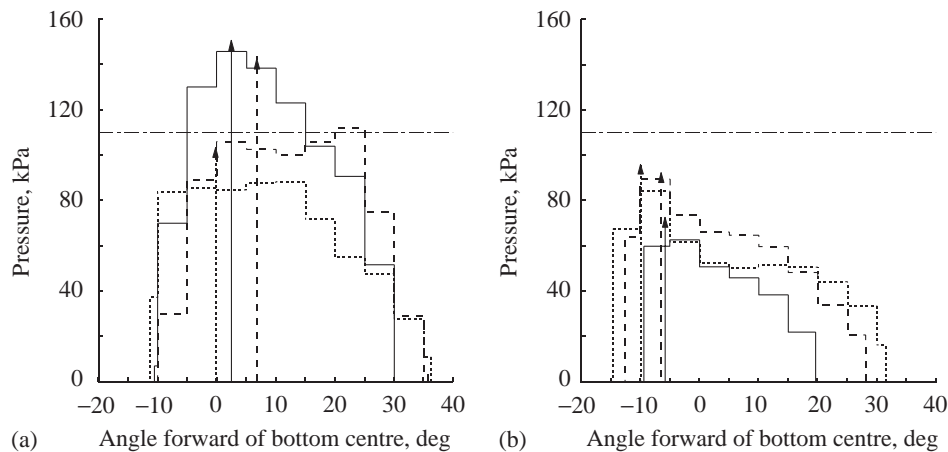 160
120
80
40
0
Pressure, kPa
−20 −10 0 10 20 30 40
(a) Angle forward of bottom centre, deg
160
120
80
40
0
Pressure, kPa
−20 −10 0 10 20 30 40
(b) Angle forward of bottom centre, deg